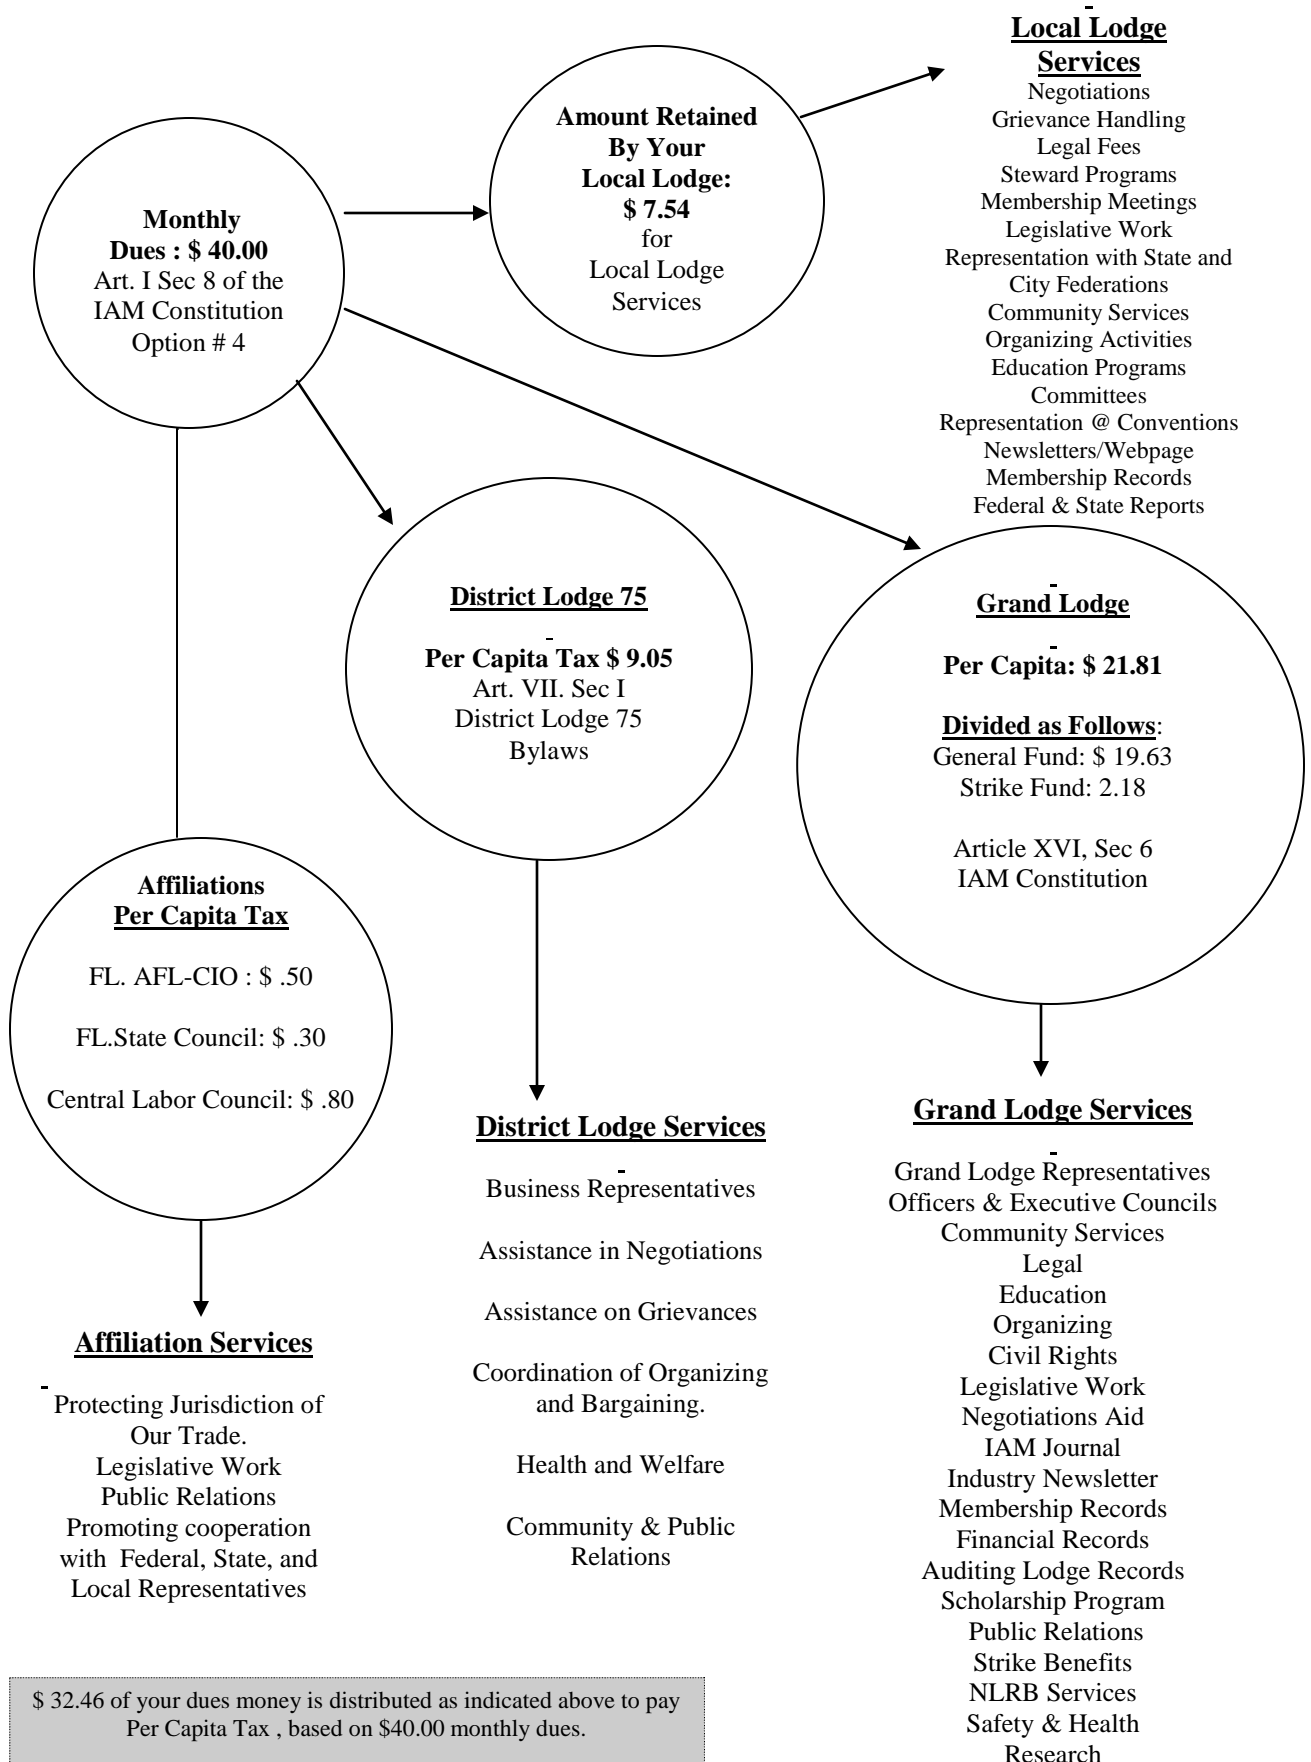 Local Lodge
Services
Negotiations
Grievance Handling
Legal Fees
Steward Programs
Membership Meetings
Legislative Work
Representation with State and
City Federations
Community Services
Organizing Activities
Education Programs
Committees
Representation @ Conventions
Newsletters/Webpage
Membership Records
Federal & State Reports
Amount Retained
By Your
Local Lodge:
$ 7.54
for
Local Lodge
Services
Monthly
Dues : $ 40.00
Art. I Sec 8 of the
IAM Constitution
Option # 4
District Lodge 75
Per Capita Tax $ 9.05
Art. VII. Sec I
District Lodge 75
Bylaws
Grand Lodge
Per Capita: $ 21.81
Divided as Follows:
General Fund: $ 19.63
Strike Fund: 2.18
Article XVI, Sec 6
IAM Constitution
Affiliations
Per Capita Tax
FL. AFL-CIO : $ .50
FL.State Council: $ .30
Central Labor Council: $ .80
Affiliation Services
Protecting Jurisdiction of
Our Trade.
Legislative Work
Public Relations
Promoting cooperation
with Federal, State, and
Local Representatives
District Lodge Services
Business Representatives
Assistance in Negotiations
Assistance on Grievances
Coordination of Organizing
and Bargaining.
Health and Welfare
Community & Public
Relations
Grand Lodge Services
Grand Lodge Representatives
Officers & Executive Councils
Community Services
Legal
Education
Organizing
Civil Rights
Legislative Work
Negotiations Aid
IAM Journal
Industry Newsletter
Membership Records
Financial Records
Auditing Lodge Records
Scholarship Program
Public Relations
Strike Benefits
NLRB Services
Safety & Health
Research
$ 32.46 of your dues money is distributed as indicated above to pay
Per Capita Tax , based on $40.00 monthly dues.